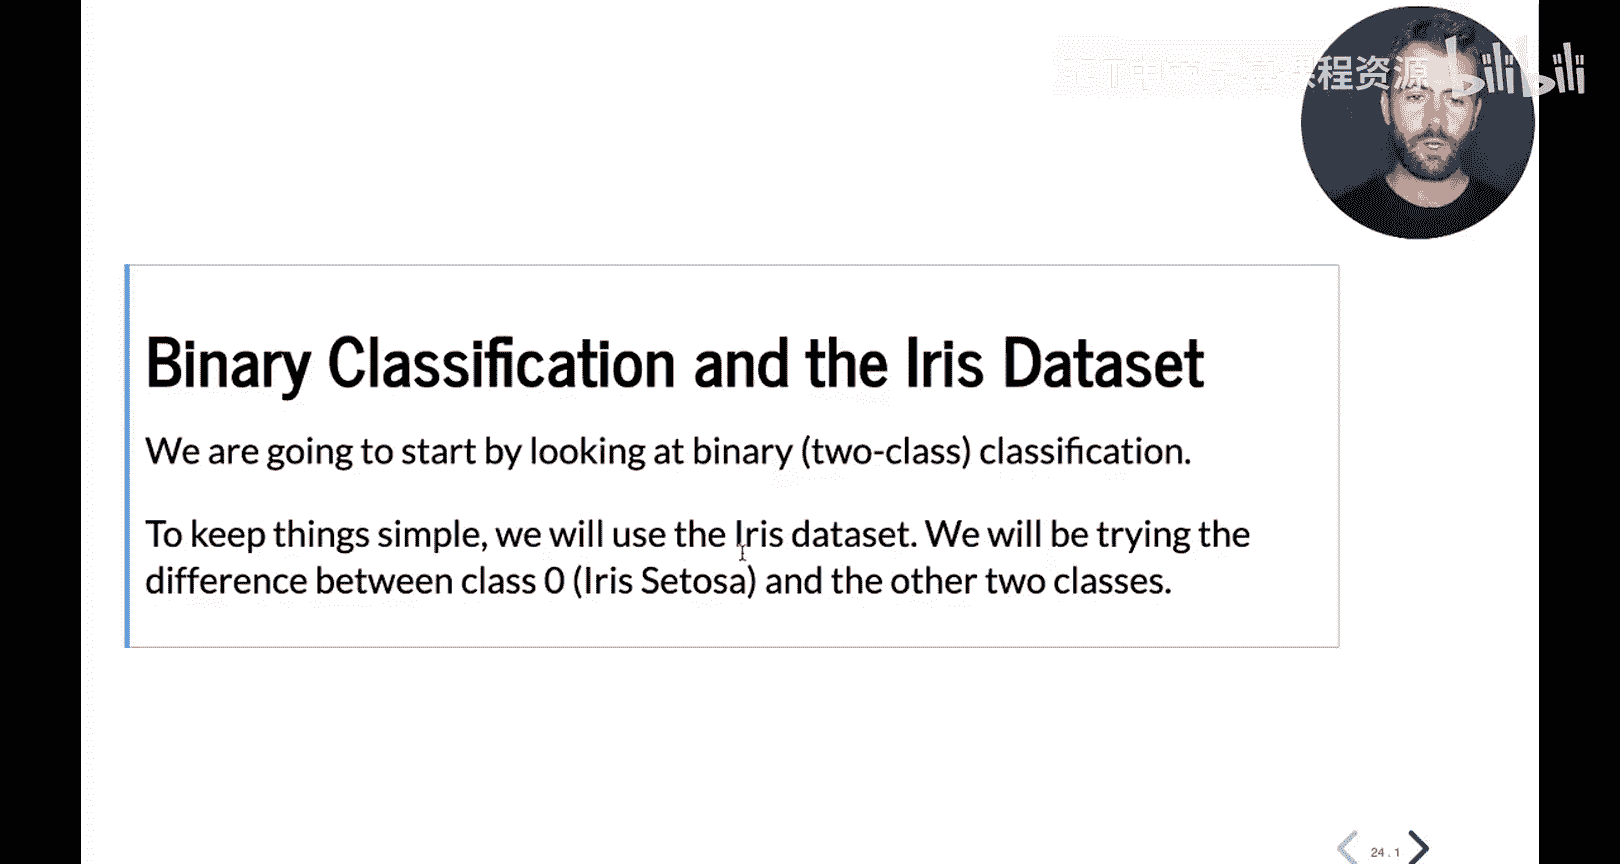 课程资源 bilibili
Binary Classification and the Iris Dataset
We are going to start by looking at binary (two-class) classification.
To keep things simple, we will use the Iris dataset. We will be trying the
difference between class 0 (Iris Setosa) and the other two classes.
24.1